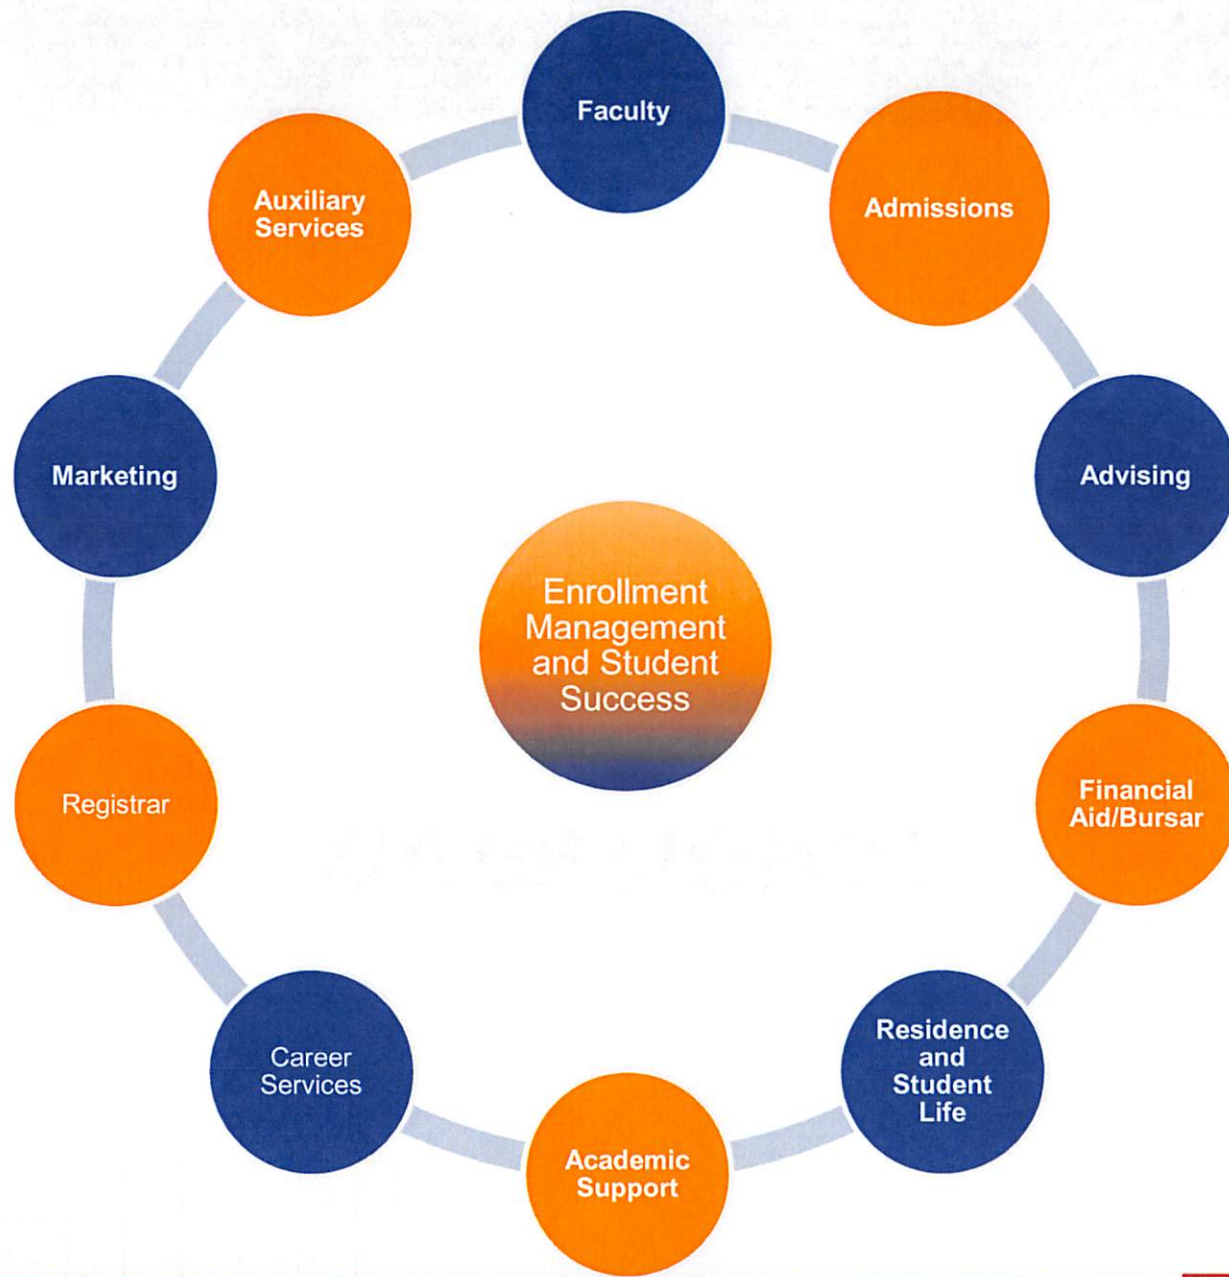 Faculty
Admissions
Advising
Financial
Aid/Bursar
Residence
and
Student
Life
Academic
Support
Career
Services
Registrar
Marketing
Auxiliary
Services
Enrollment
Management
and Student
Success